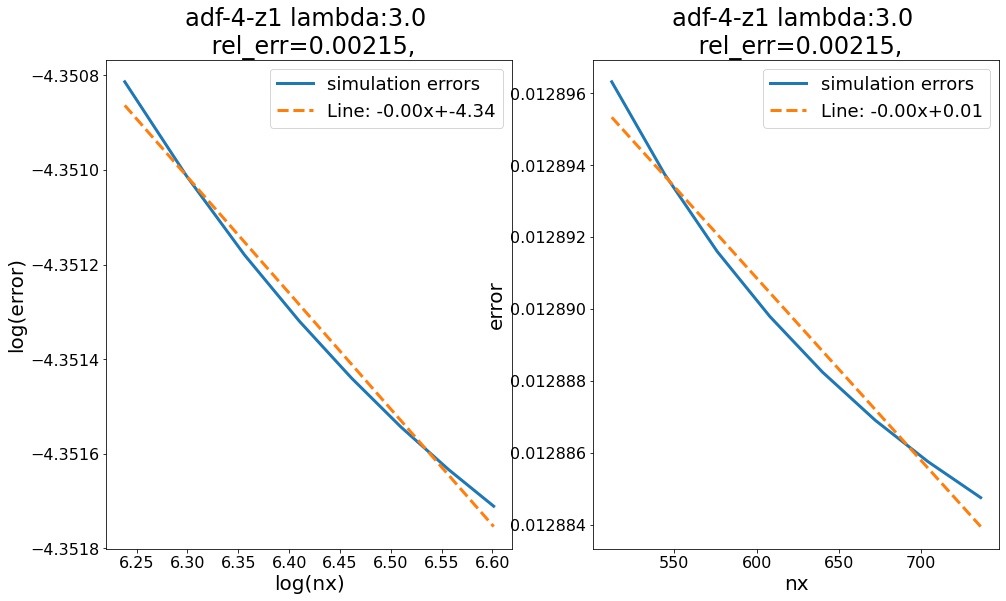 adf-4-z1 lambda:3.0
rel_err=0.00215,
simulation errors
Line: -0.00x+-4.34
−4.3508
−4.3510
−4.3512
−4.3514
−4.3516
−4.3518
log(error)
6.25
6.30
6.35
6.40
6.45
6.50
6.55
6.60
log(nx)
adf-4-z1 lambda:3.0
rel_err=0.00215,
simulation errors
Line: -0.00x+0.01
0.012896
0.012894
0.012892
0.012890
0.012888
0.012886
0.012884
error
550
600
650
700
nx